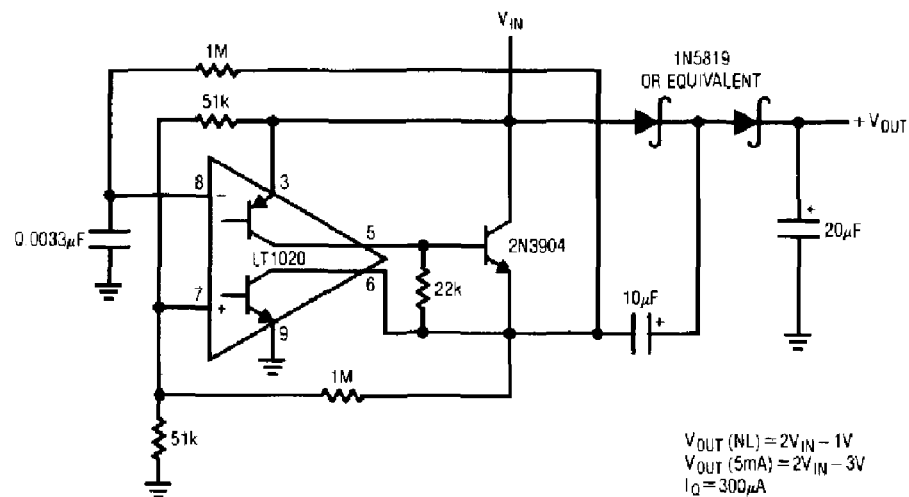 V_IN
1M
1N5819
OR EQUIVALENT
51k
+ V_OUT
8
−
3
0.0033µF
5
2N3904
20µF
+
LT1020
6
22k
7
+
9
10µF
+
1M
51k
V_OUT (NL) = 2V_IN − 1V
V_OUT (5mA) = 2V_IN − 3V
I_Q = 300µA